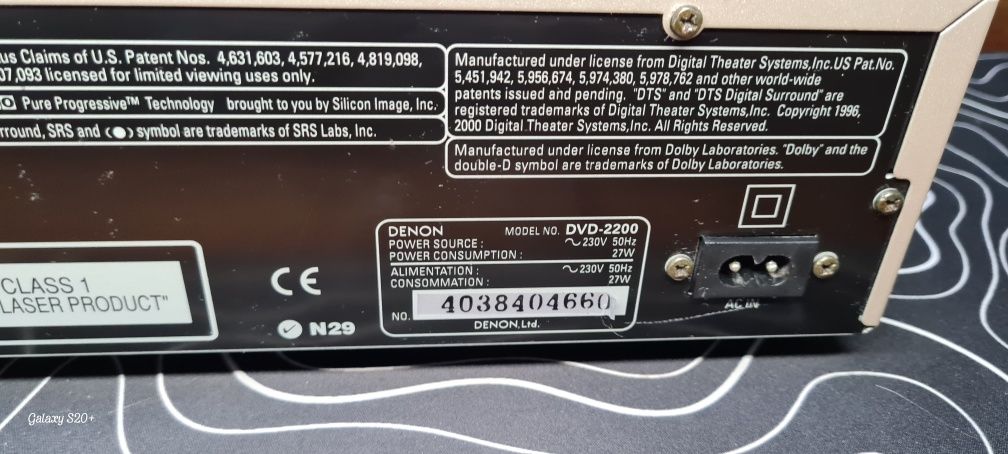 us Claims of U.S. Patent Nos. 4,631,603, 4,577,216, 4,819,098,
07,093 licensed for limited viewing uses only.
Pure Progressive™ Technology brought to you by Silicon Image, Inc.
rround, SRS and (●) symbol are trademarks of SRS Labs, Inc.
Manufactured under license from Digital Theater Systems,Inc.US Pat.No.
5,451,942, 5,956,674, 5,974,380, 5,978,762 and other world-wide
patents issued and pending. "DTS" and "DTS Digital Surround" are
registered trademarks of Digital Theater Systems,Inc. Copyright 1996,
2000 Digital Theater Systems,Inc. All Rights Reserved.
Manufactured under license from Dolby Laboratories. "Dolby" and the
double-D symbol are trademarks of Dolby Laboratories.
CLASS 1
LASER PRODUCT"
CE
N29
DENON MODEL NO. DVD-2200
POWER SOURCE : ~ 230V 50Hz
POWER CONSUMPTION : 27W
ALIMENTATION : ~ 230V 50Hz
CONSOMMATION : 27W
NO. 4038404660
DENON, Ltd.
AC IN
Galaxy S20+